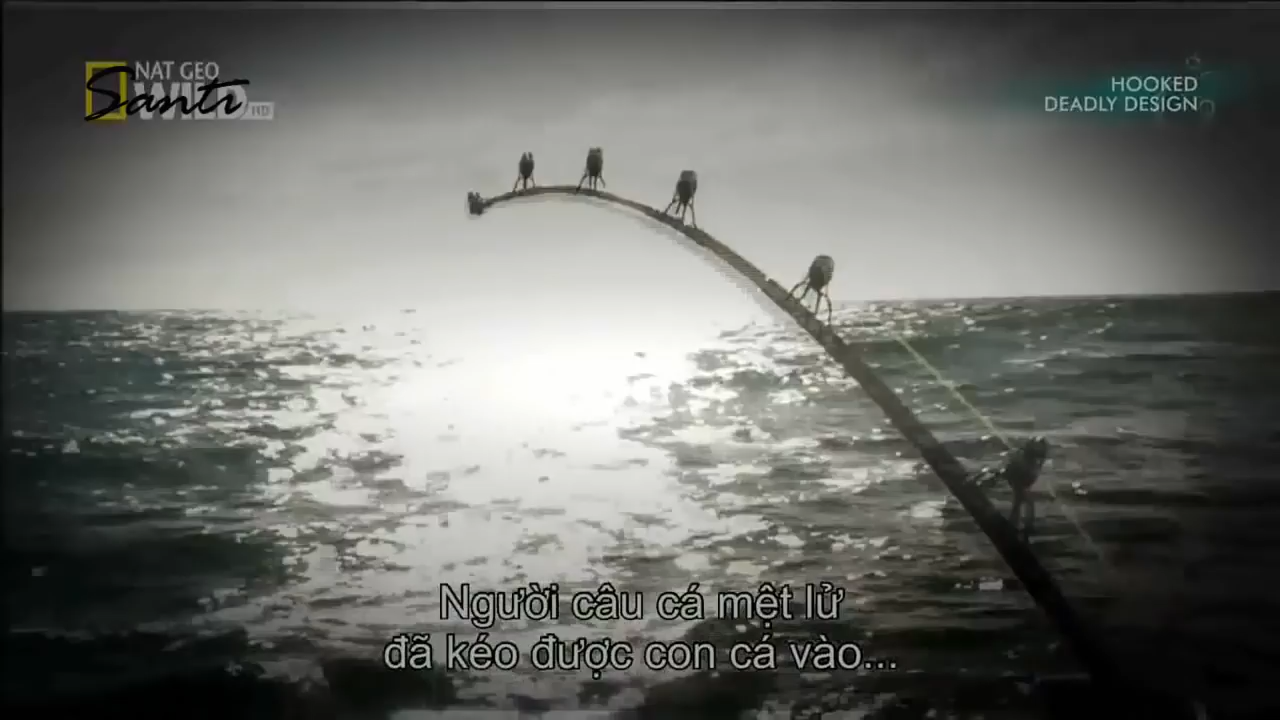 NAT GEO
WILD HD
Santi
HOOKED
DEADLY DESIGN
Người câu cá mệt lử
đã kéo được con cá vào...